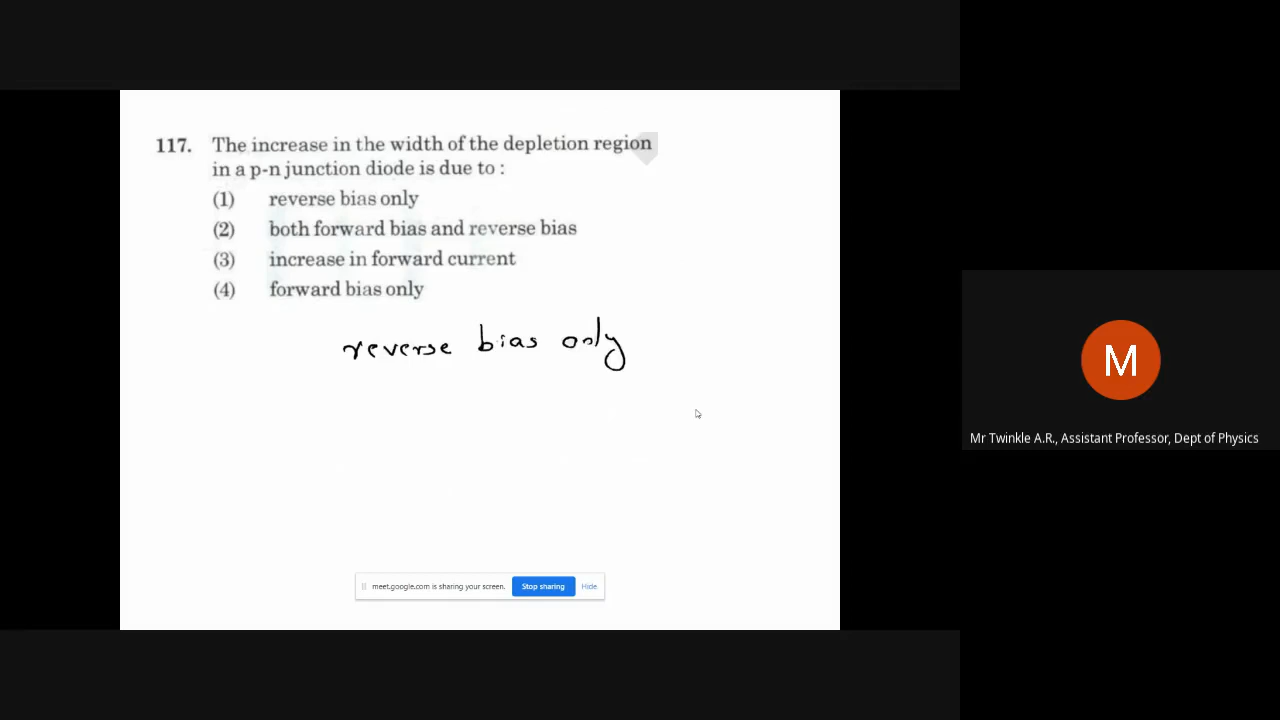 117. The increase in the width of the depletion region
in a p-n junction diode is due to :
(1) reverse bias only
(2) both forward bias and reverse bias
(3) increase in forward current
(4) forward bias only
reverse bias only
M
Mr Twinkle A.R., Assistant Professor, Dept of Physics
meet.google.com is sharing your screen. Stop sharing Hide